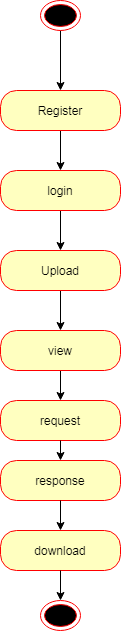 Register
login
Upload
view
request
response
download